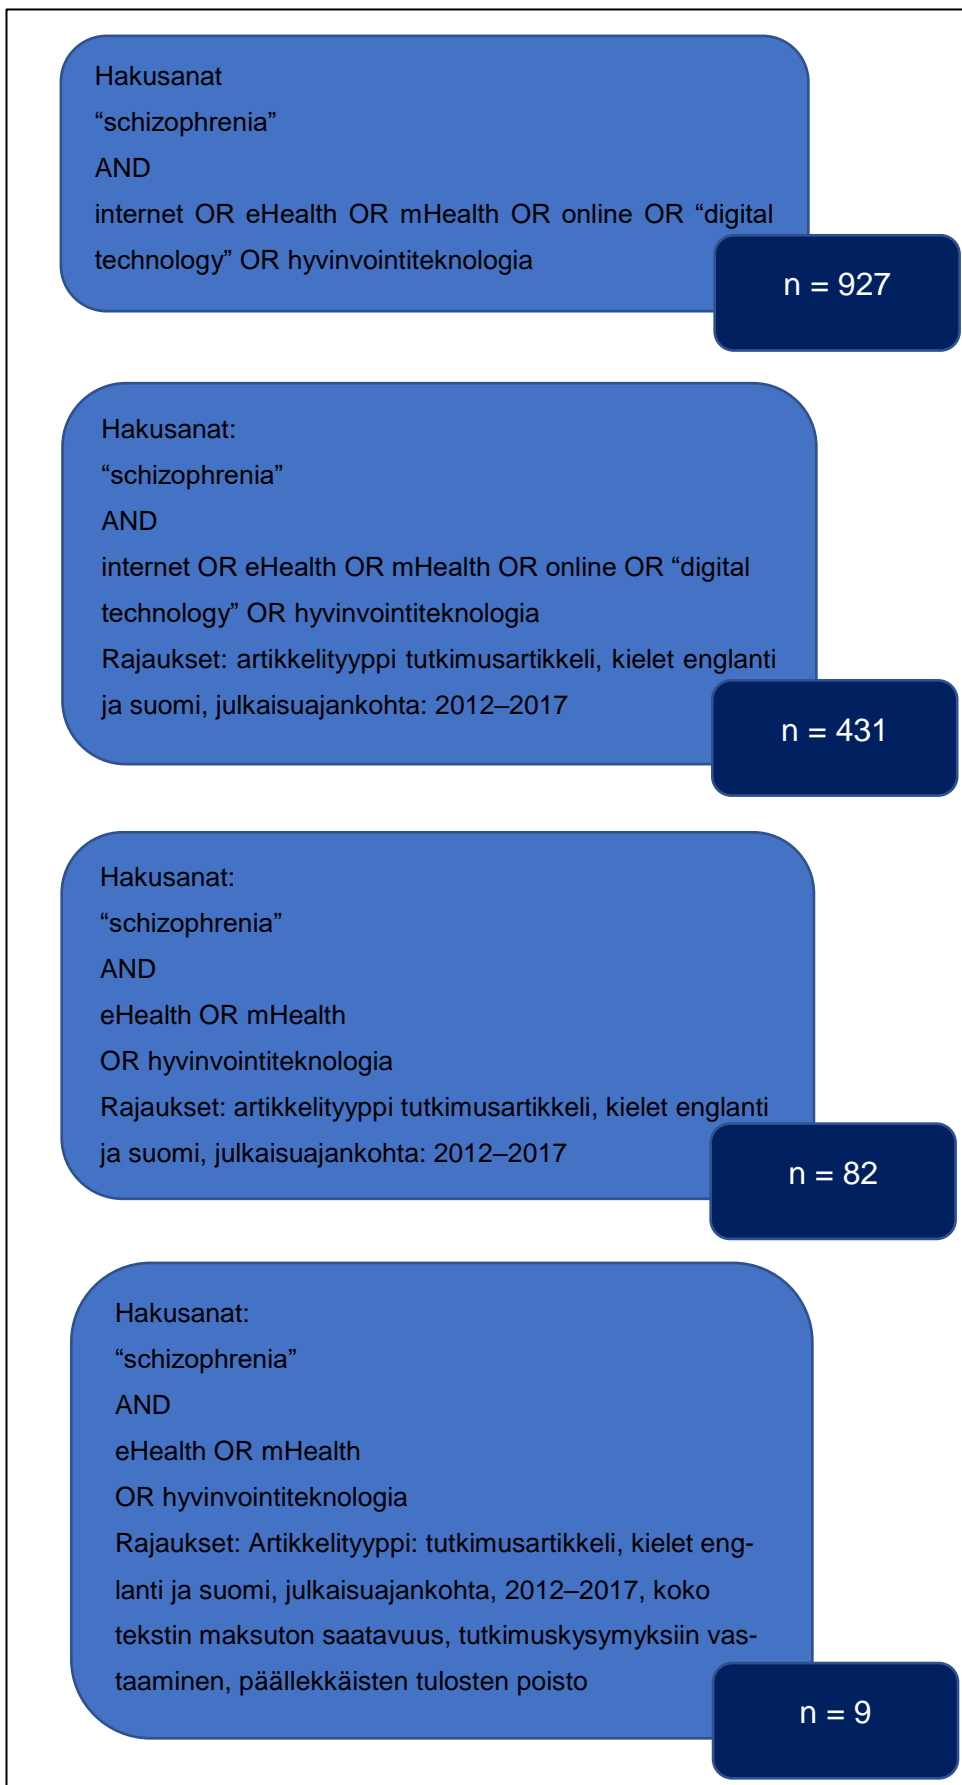 Hakusanat
“schizophrenia”
AND
internet OR eHealth OR mHealth OR online OR “digital
technology” OR hyvinvointiteknologia
n = 927
Hakusanat:
“schizophrenia”
AND
internet OR eHealth OR mHealth OR online OR “digital
technology” OR hyvinvointiteknologia
Rajaukset: artikkelityyppi tutkimusartikkeli, kielet englanti
ja suomi, julkaisuajankohta: 2012–2017
n = 431
Hakusanat:
“schizophrenia”
AND
eHealth OR mHealth
OR hyvinvointiteknologia
Rajaukset: artikkelityyppi tutkimusartikkeli, kielet englanti
ja suomi, julkaisuajankohta: 2012–2017
n = 82
Hakusanat:
“schizophrenia”
AND
eHealth OR mHealth
OR hyvinvointiteknologia
Rajaukset: Artikkelityyppi: tutkimusartikkeli, kielet eng-
lanti ja suomi, julkaisuajankohta, 2012–2017, koko
tekstin maksuton saatavuus, tutkimuskysymyksiin vas-
taaminen, päällekkäisten tulosten poisto
n = 9